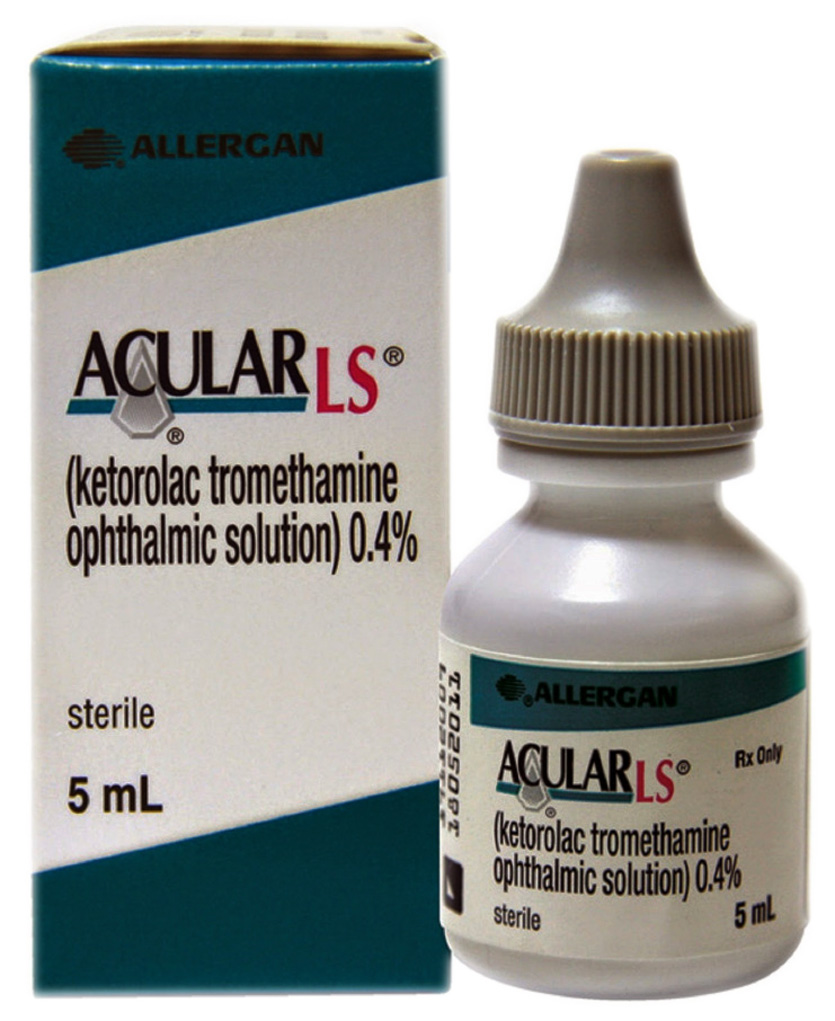 ALLERGAN
ACULAR LS®
®
(ketorolac tromethamine
ophthalmic solution) 0.4%
sterile
5 mL
ALLERGAN
ACULAR LS®
®
Rx Only
(ketorolac tromethamine
ophthalmic solution) 0.4%
sterile
5 mL
18052011